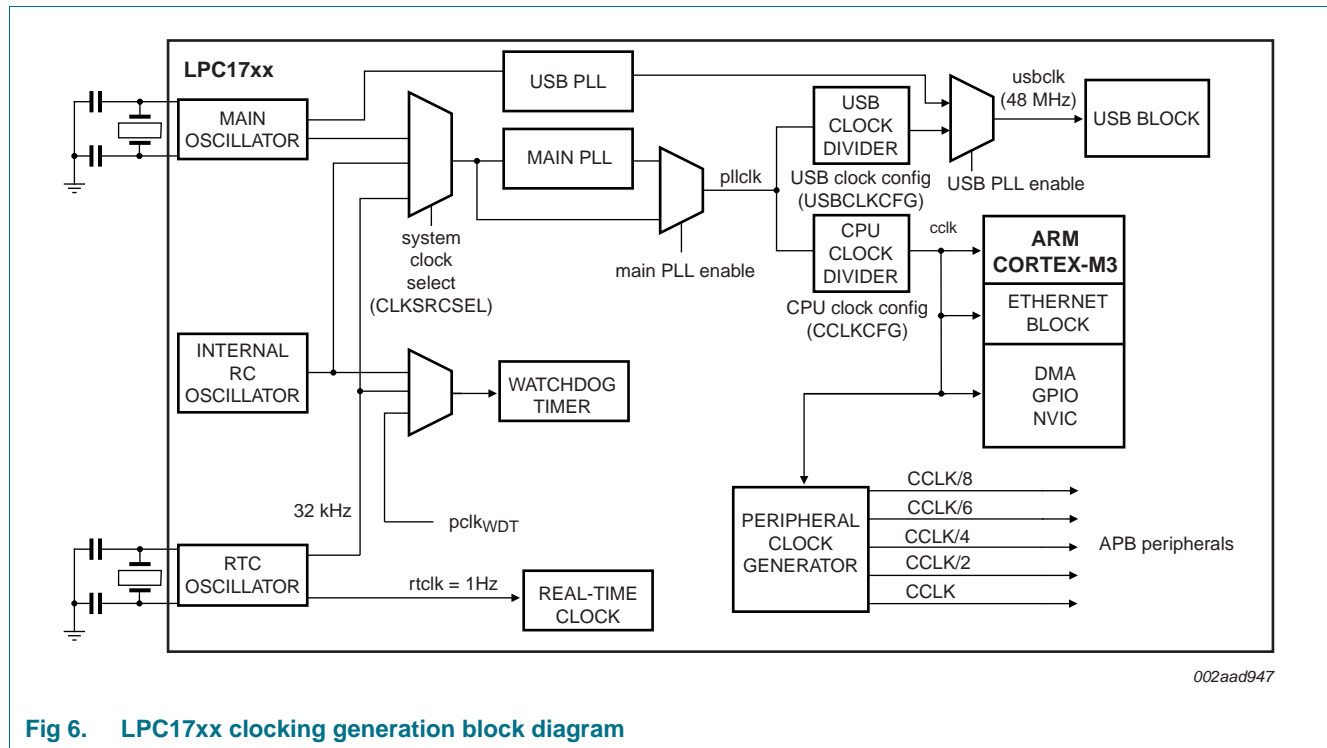 LPC17xx
MAIN
OSCILLATOR
USB PLL
MAIN PLL
system
clock
select
(CLKSRCSEL)
main PLL enable
pllclk
USB
CLOCK
DIVIDER
USB clock config
(USBCLKCFG)
usbclk
(48 MHz)
USB BLOCK
USB PLL enable
CPU
CLOCK
DIVIDER
CPU clock config
(CCLKCFG)
cclk
ARM
CORTEX-M3
ETHERNET
BLOCK
DMA
GPIO
NVIC
INTERNAL
RC
OSCILLATOR
WATCHDOG
TIMER
32 kHz
pclkWDT
RTC
OSCILLATOR
rtclk = 1Hz
REAL-TIME
CLOCK
PERIPHERAL
CLOCK
GENERATOR
CCLK/8
CCLK/6
CCLK/4
CCLK/2
CCLK
APB peripherals
002aad947
Fig 6. LPC17xx clocking generation block diagram